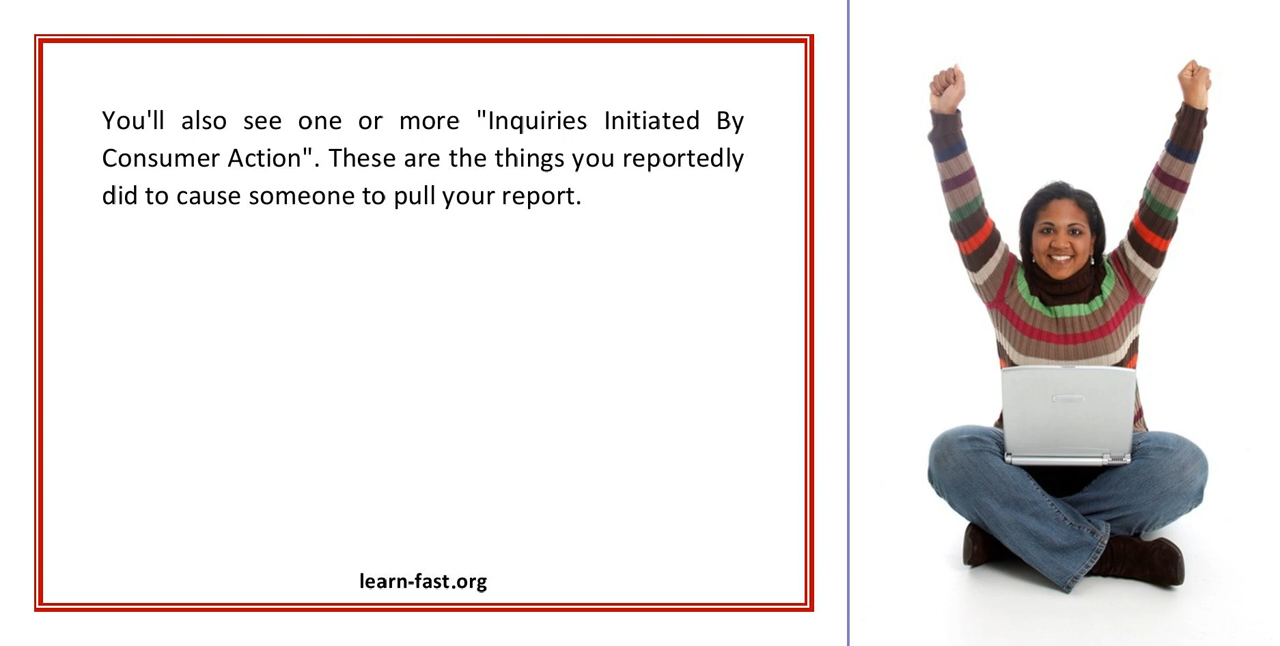 You'll also see one or more "Inquiries Initiated By
Consumer Action". These are the things you reportedly
did to cause someone to pull your report.
learn-fast.org